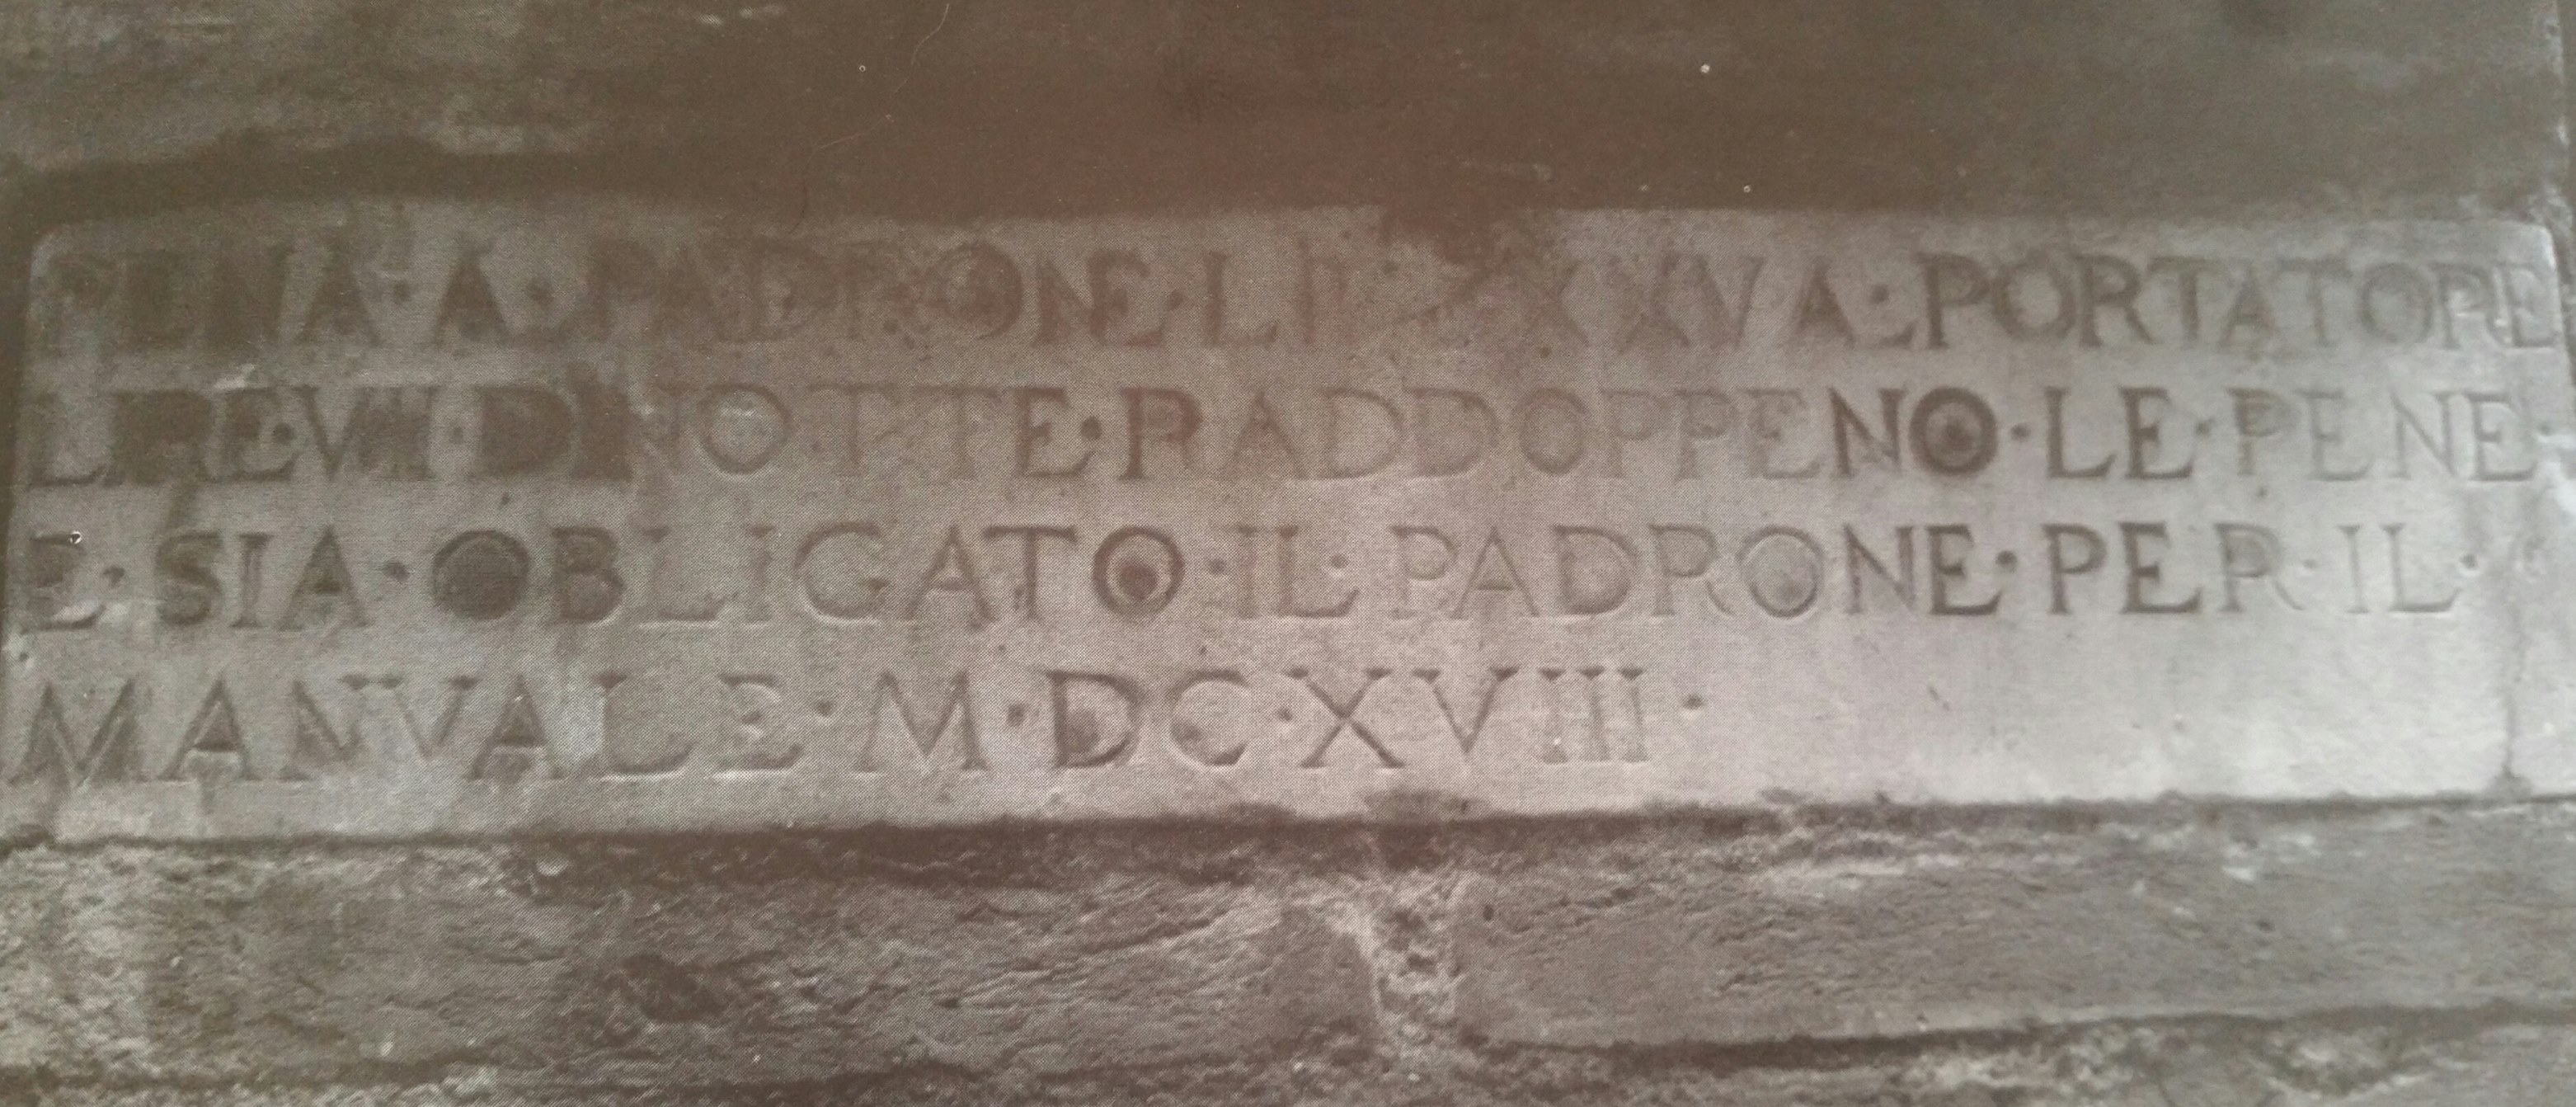 PENA·A·PADRONE·LI XXV A·PORTATORE
LIRE·VIII·DI NOTTE·RADDOPPENO·LE·PENE·
E·SIA·OBLIGATO·IL·PADRONE·PER·IL·
MANVALE·M·DC·XVIII·